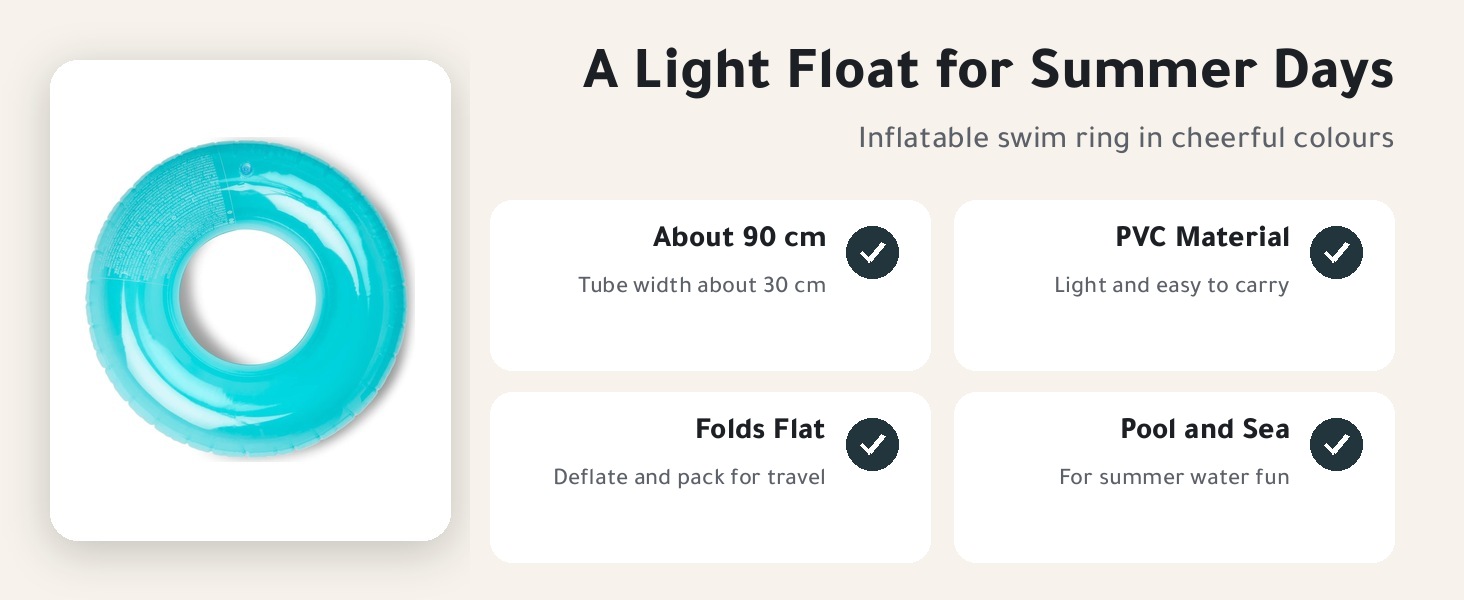 A Light Float for Summer Days
Inflatable swim ring in cheerful colours
About 90 cm
Tube width about 30 cm
PVC Material
Light and easy to carry
Folds Flat
Deflate and pack for travel
Pool and Sea
For summer water fun